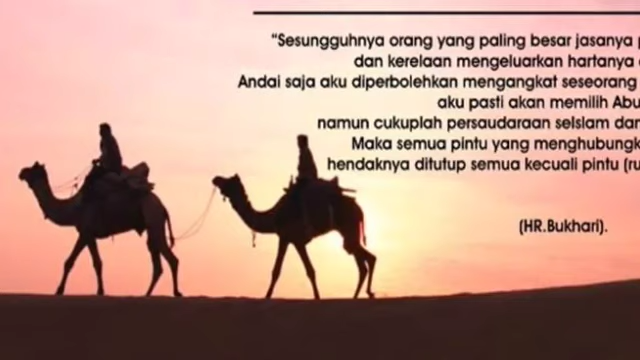 “Sesungguhnya orang yang paling besar jasanya
dan kerelaan mengeluarkan hartanya
Andai saja aku diperbolehkan mengangkat seseorang
aku pasti akan memilih Abu
namun cukuplah persaudaraan seIslam dan
Maka semua pintu yang menghubungk
hendaknya ditutup semua kecuali pintu (ru
(HR.Bukhari).